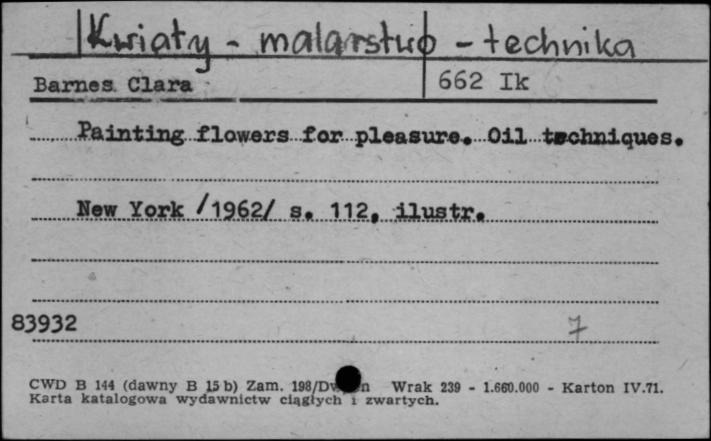 Kwiaty - malarstwo - technika
Barnes Clara 662 Ik
Painting flowers for pleasure. Oil techniques.
New York /1962/ s. 112, ilustr.
83932 7
CWD B 144 (dawny B 15 b) Zam. 198/ Wrak 239 - 1.660.000 - Karton IV.71.
Karta katalogowa wydawnictw ciągłych i zwartych.